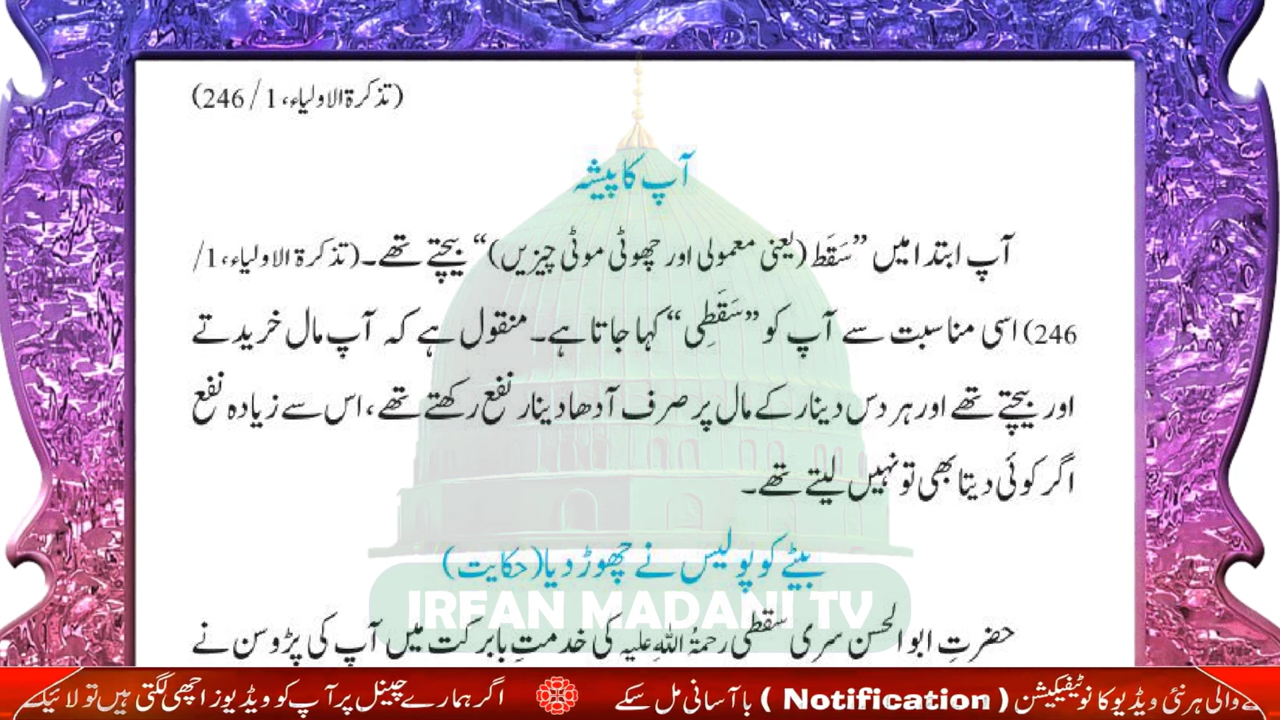 (تذکرۃ الاولیاء، 1 / 246)
آپ کا پیشہ
آپ ابتدا میں ”سَقَط (یعنی معمولی اور چھوٹی موٹی چیزیں)“ بیچتے تھے۔ (تذکرۃ الاولیاء، 1/
246) اسی مناسبت سے آپ کو ”سَقَطِی“ کہا جاتا ہے۔ منقول ہے کہ آپ مال خریدتے
اور بیچتے تھے اور ہر دس دینار کے مال پر صرف آدھا دینار نفع رکھتے تھے، اس سے زیادہ نفع
اگر کوئی دیتا بھی تو نہیں لیتے تھے۔
بیٹے کو پولیس نے چھوڑ دیا (حکایت)
IRFAN MADANI TV
حضرتِ ابو الحسن سری سقطی رحمۃُ اللہِ علیہ کی خدمتِ بابرکت میں آپ کی پڑوسن نے
والی ہر نئی ویڈیو کا نوٹیفیکیشن ( Notification ) با آسانی مل سکے اگر ہمارے چینل پر آپ کو ویڈیوز اچھی لگتی ہیں تو لائیک